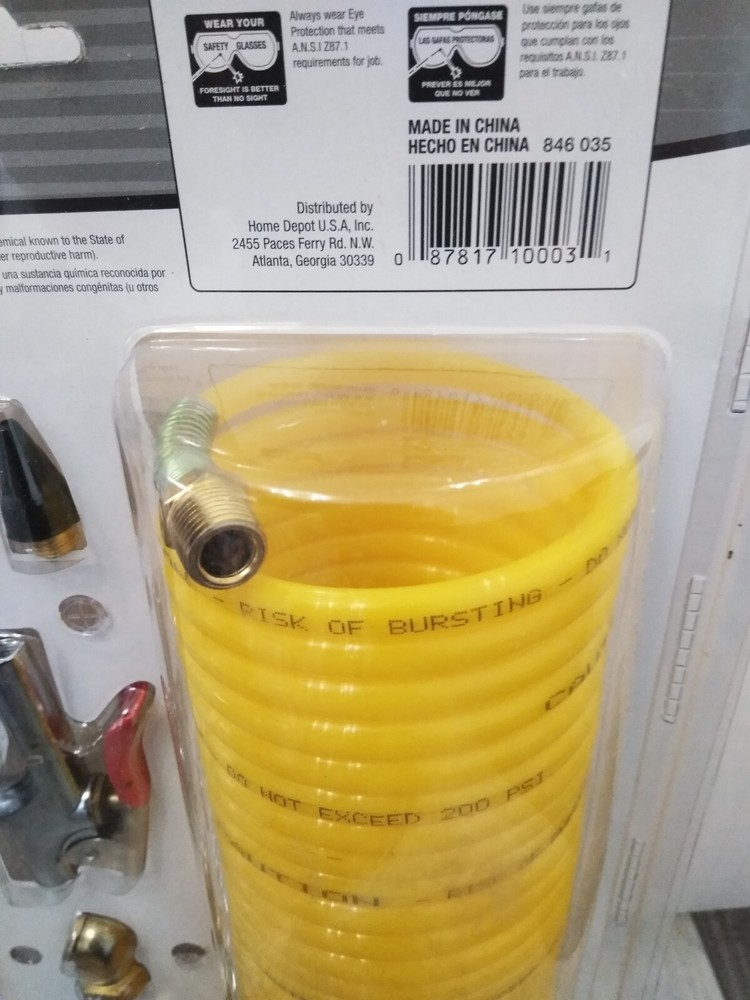 WEAR YOUR
SAFETY GLASSES
FORESIGHT IS BETTER
THAN NO SIGHT
Always wear Eye
Protection that meets
A.N.S.I Z87.1
requirements for job.
SIEMPRE PÓNGASE
LAS GAFAS PROTECTORAS
PREVER ES MEJOR
QUE NO VER
Use siempre gafas de
protección para los ojos
que cumplan con los
requisitos A.N.S.I. Z87.1
para el trabajo.
MADE IN CHINA
HECHO EN CHINA 846 035
Distributed by
Home Depot U.S.A, Inc.
2455 Paces Ferry Rd. N.W.
Atlanta, Georgia 30339
0 87817 10003 1
emical known to the State of
er reproductive harm).
una sustancia química reconocida por
y malformaciones congénitas (u otros
- RISK OF BURSTING - DO
CAU
DO NOT EXCEED 200 PSI
AUTION - RISK OF